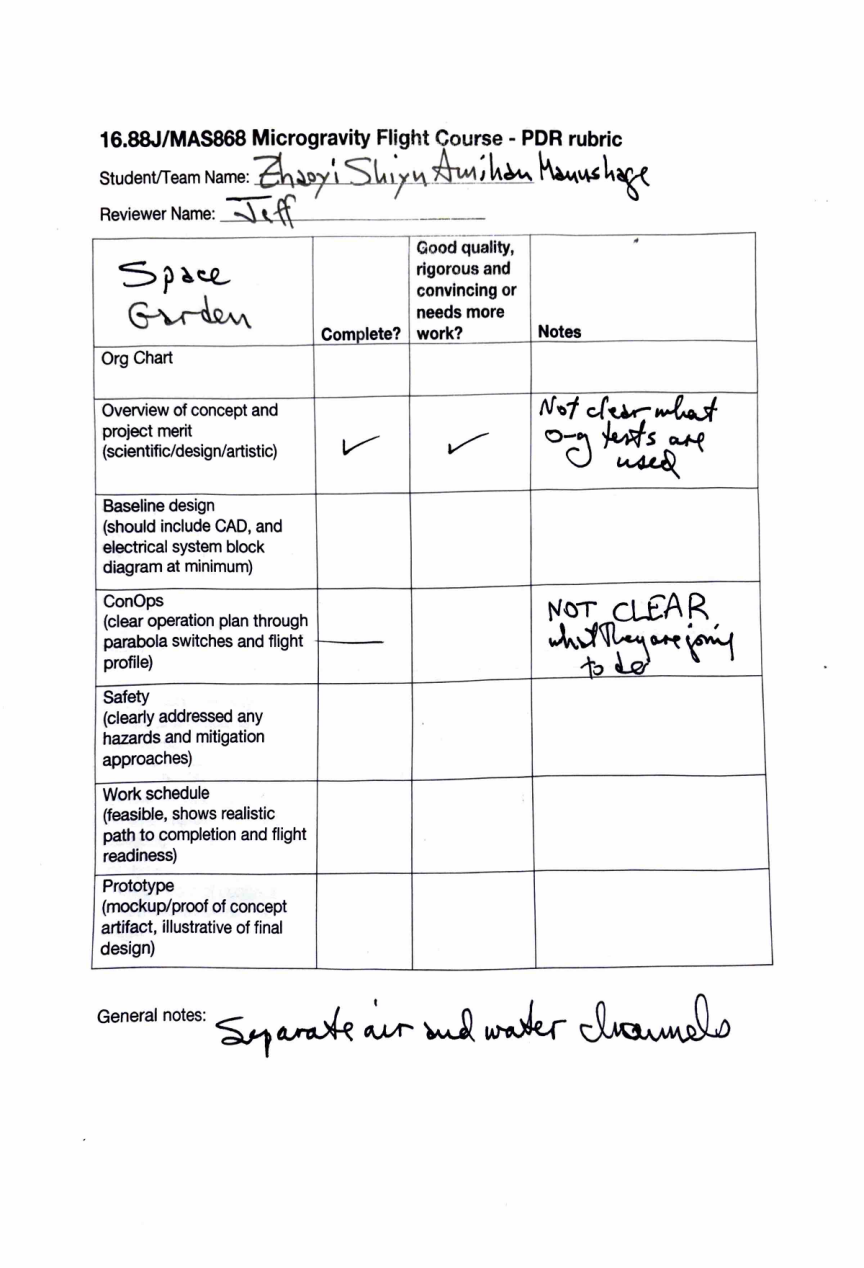 16.88J/MAS868 Microgravity Flight Course - PDR rubric
Student/Team Name: Zhaoyi Shiyu Amihan Manushage
Reviewer Name: Jeff
Space
Garden
Complete?
Good quality,
rigorous and
convincing or
needs more
work?
Notes
Org Chart
Overview of concept and
project merit
(scientific/design/artistic)
✓
✓
Not clear what
0-g tests are
used
Baseline design
(should include CAD, and
electrical system block
diagram at minimum)
ConOps
(clear operation plan through
parabola switches and flight
profile)
—
NOT CLEAR
what they are going
to do
Safety
(clearly addressed any
hazards and mitigation
approaches)
Work schedule
(feasible, shows realistic
path to completion and flight
readiness)
Prototype
(mockup/proof of concept
artifact, illustrative of final
design)
General notes: Separate air and water channels